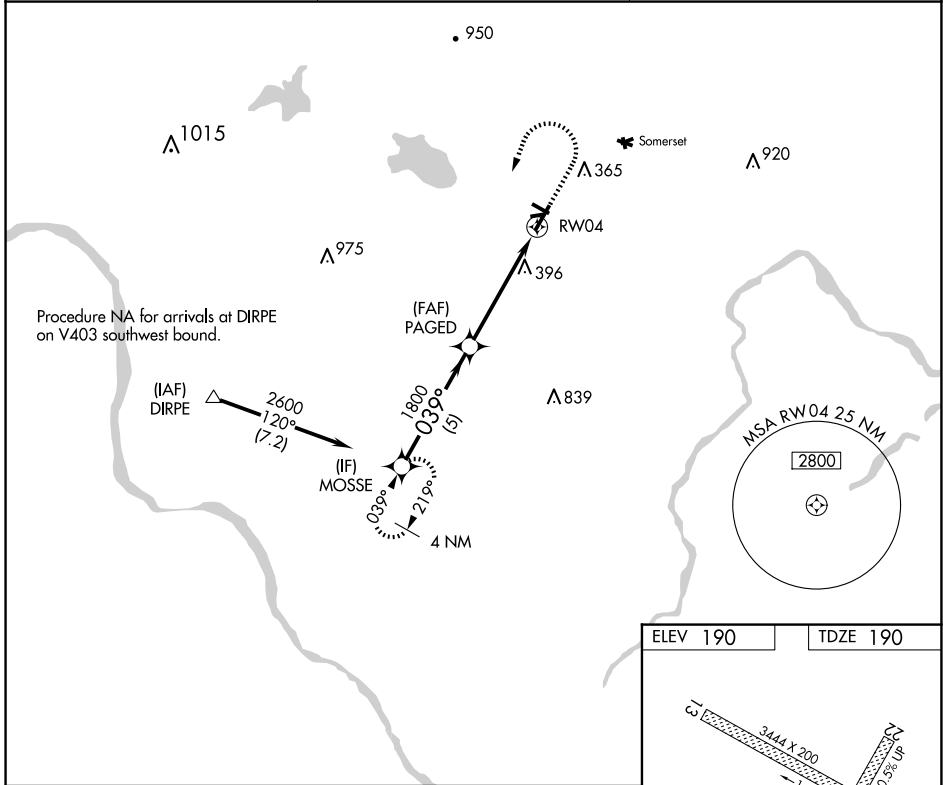 950
1015
Somerset
365
920
RW04
975
396
Procedure NA for arrivals at DIRPE
on V403 southwest bound.
(FAF)
PAGED
(IAF)
DIRPE
2600
120°
(7.2)
1800
039°
(5)
839
(IF)
MOSSE
039°
219°
4 NM
MSA RW04 25 NM
2800
ELEV 190
TDZE 190
13
3444 X 200
22
0.5% UP